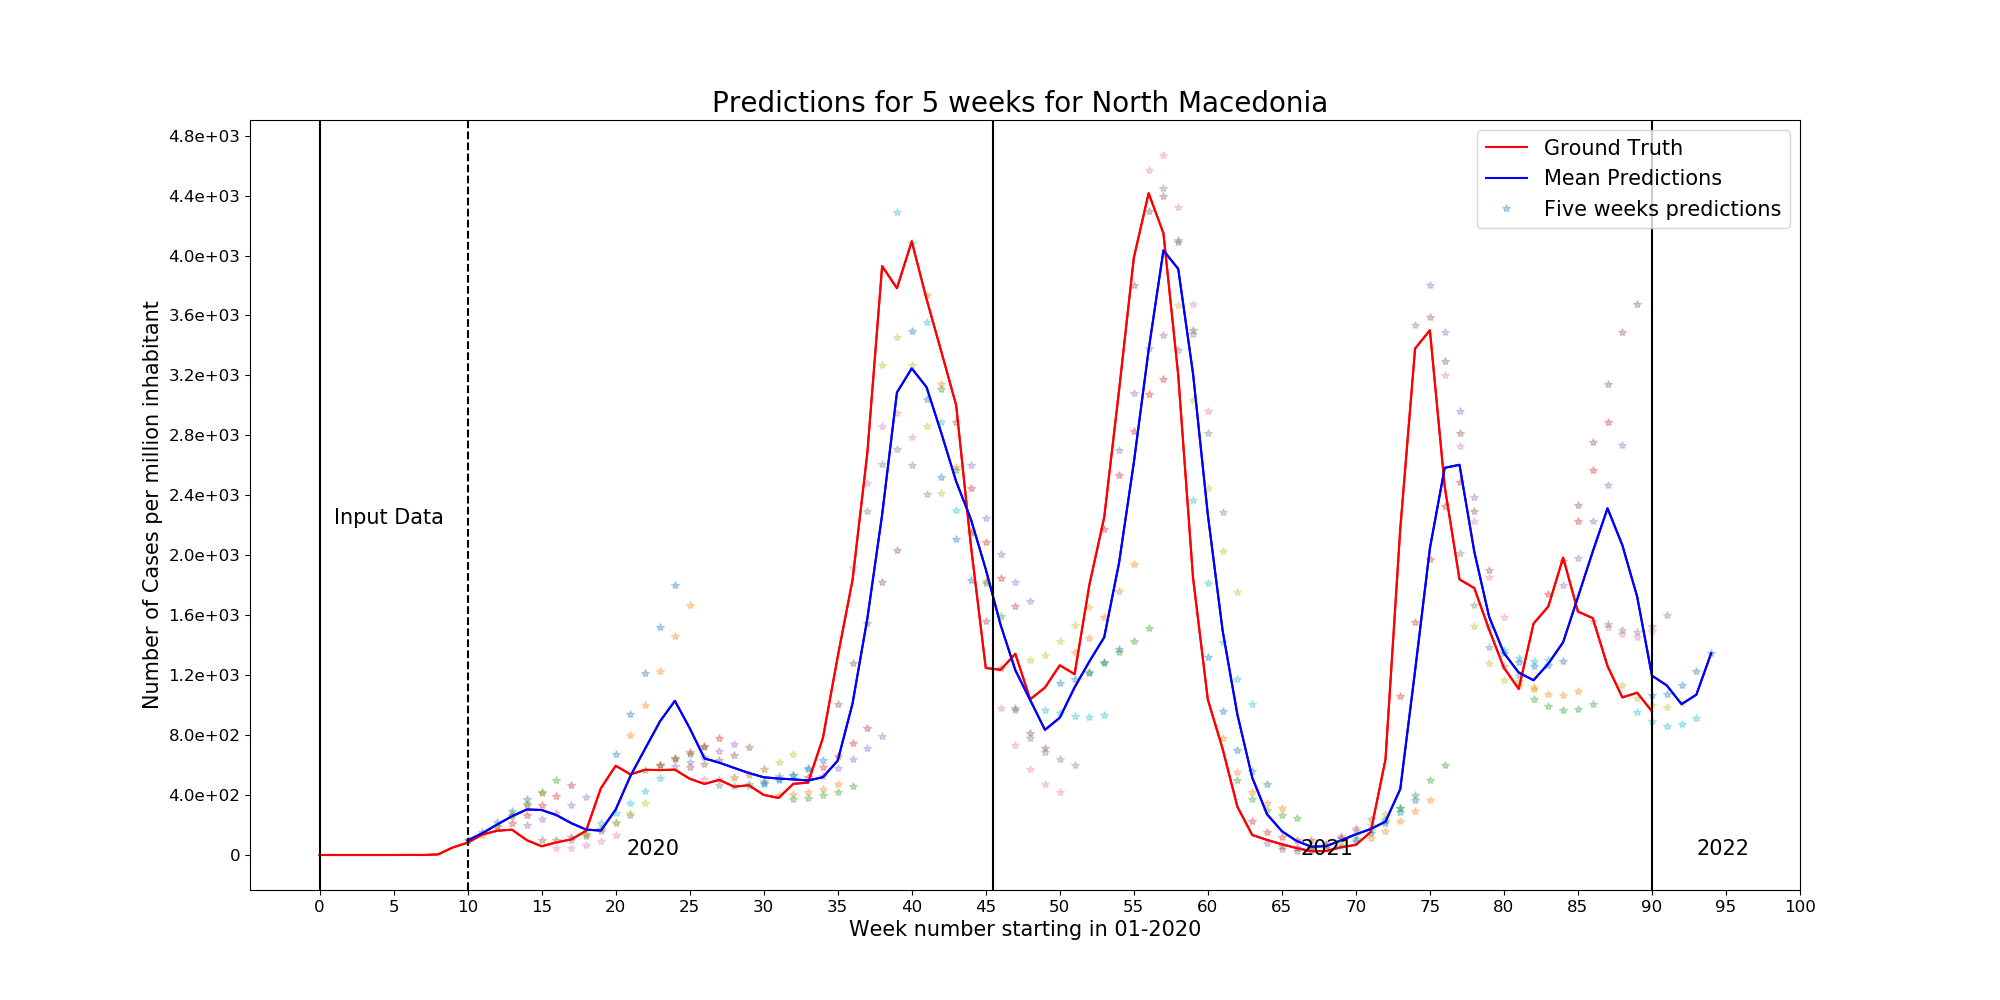 Predictions for 5 weeks for North Macedonia
4.8e+03
4.4e+03
4.0e+03
3.6e+03
3.2e+03
2.8e+03
2.4e+03
2.0e+03
1.6e+03
1.2e+03
8.0e+02
4.0e+02
0
Number of Cases per million inhabitant
Ground Truth
Mean Predictions
Five weeks predictions
Input Data
2020
2021
2022
0 5 10 15 20 25 30 35 40 45 50 55 60 65 70 75 80 85 90 95 100
Week number starting in 01-2020